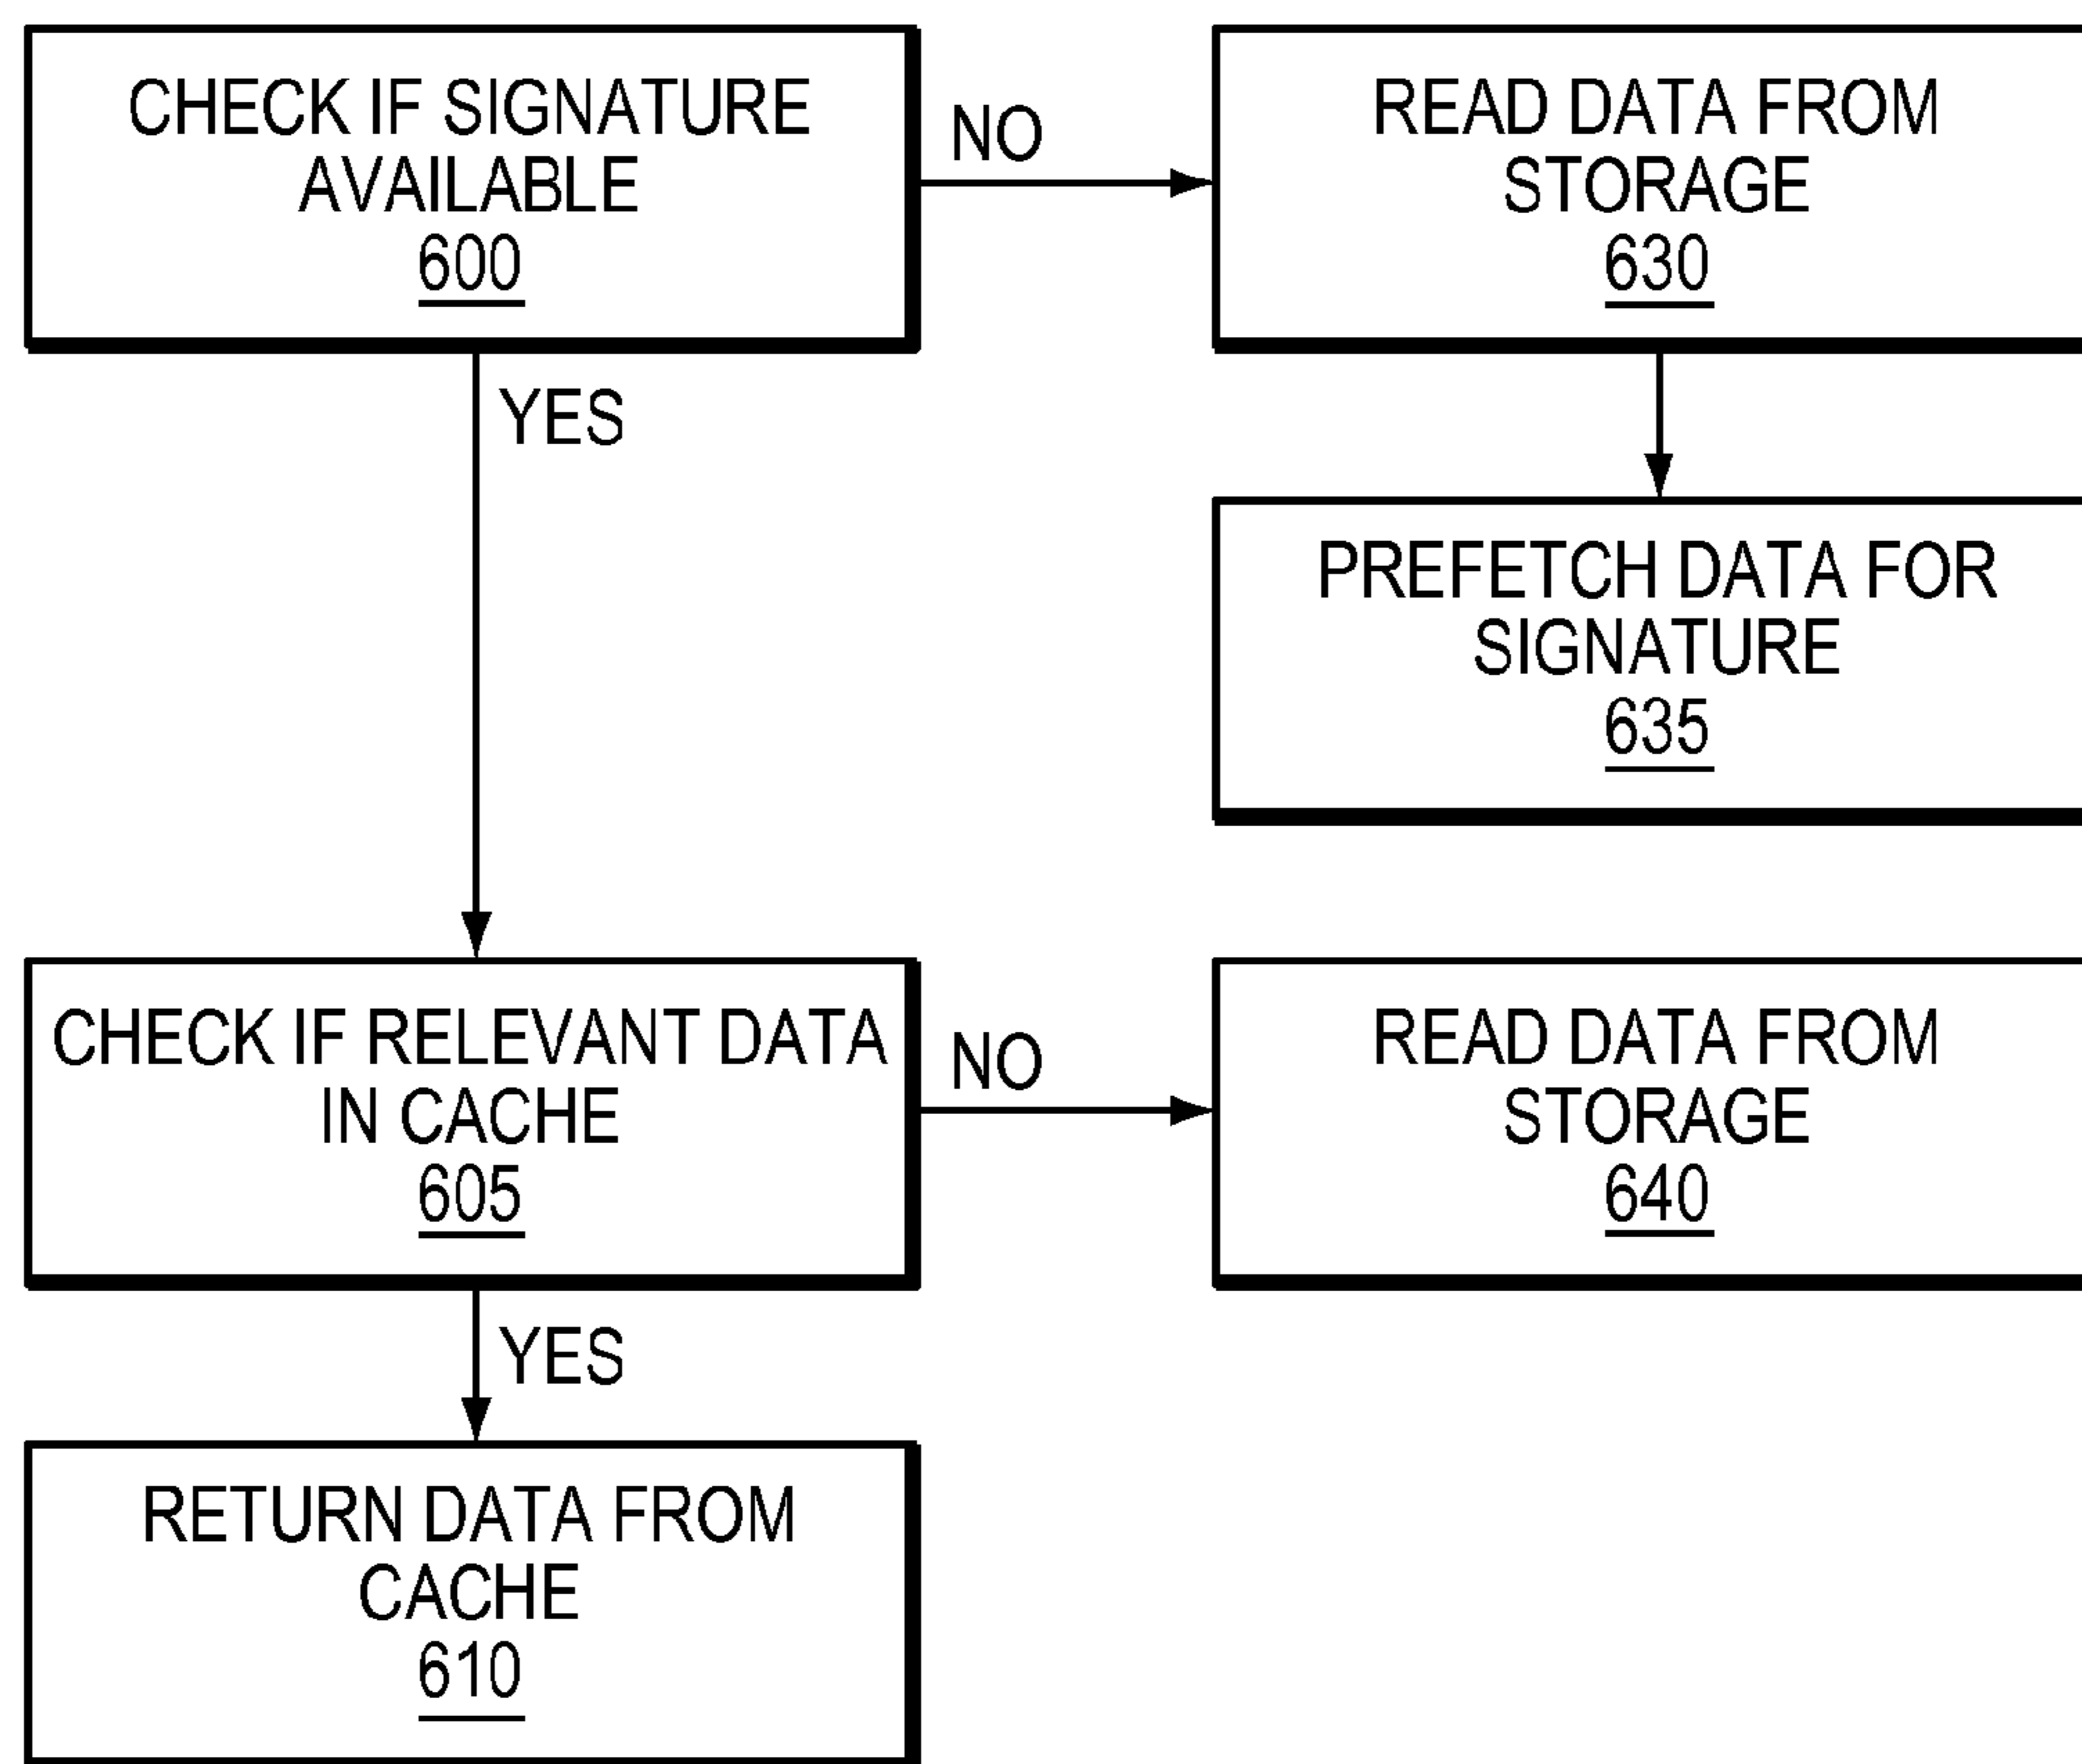 CHECK IF SIGNATURE
AVAILABLE
600
NO
READ DATA FROM
STORAGE
630
YES
PREFETCH DATA FOR
SIGNATURE
635
CHECK IF RELEVANT DATA
IN CACHE
605
NO
READ DATA FROM
STORAGE
640
YES
RETURN DATA FROM
CACHE
610